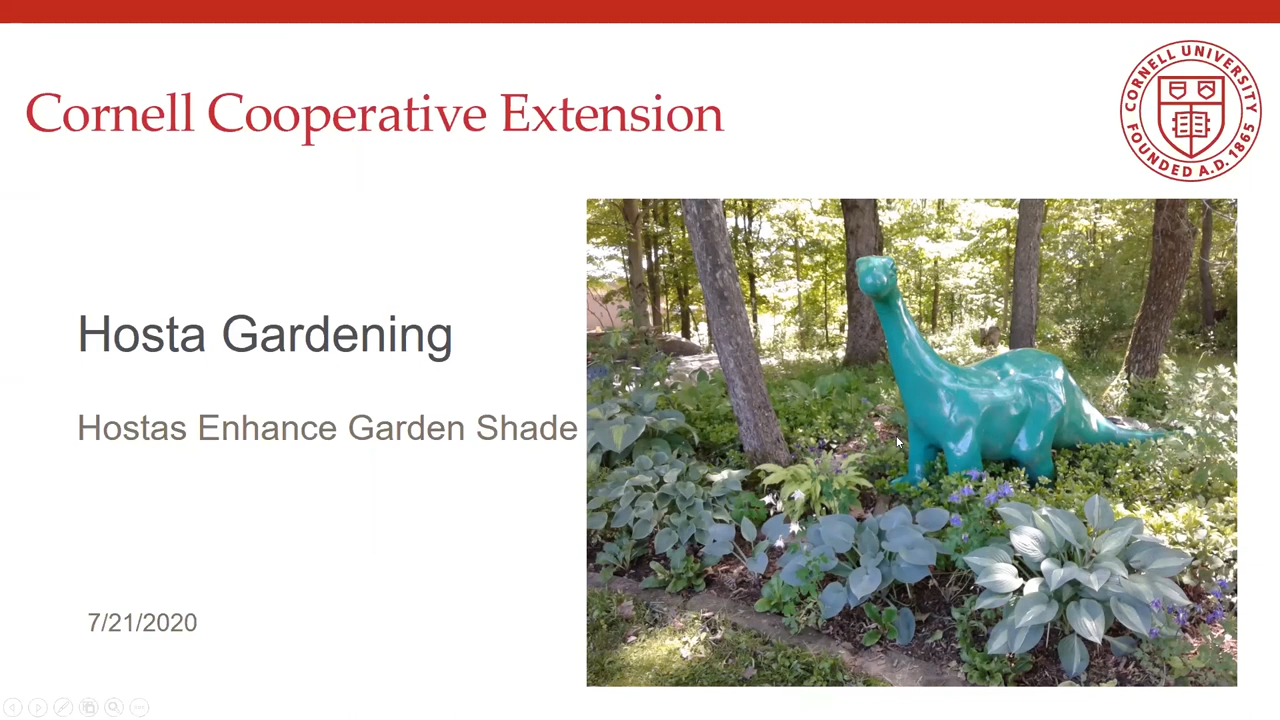 Cornell Cooperative Extension
CORNELL UNIVERSITY
FOUNDED A.D. 1865
Hosta Gardening
Hostas Enhance Garden Shade
7/21/2020